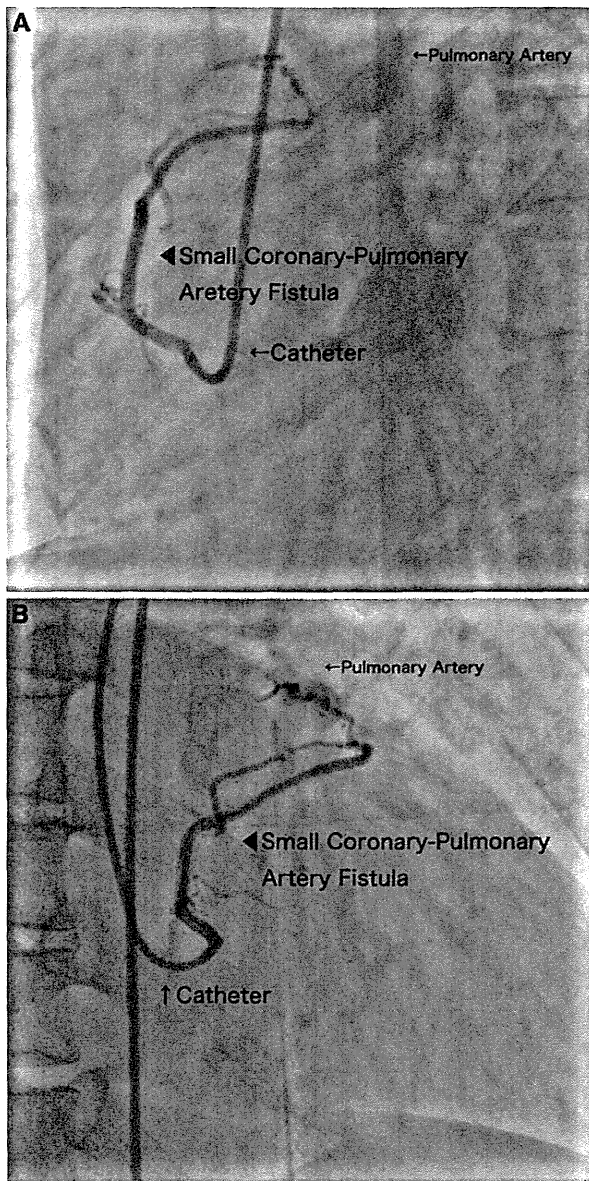 A
←Pulmonary Artery
◀Small Coronary-Pulmonary
Aretery Fistula
←Catheter
B
←Pulmonary Artery
◀Small Coronary-Pulmonary
Artery Fistula
↑Catheter